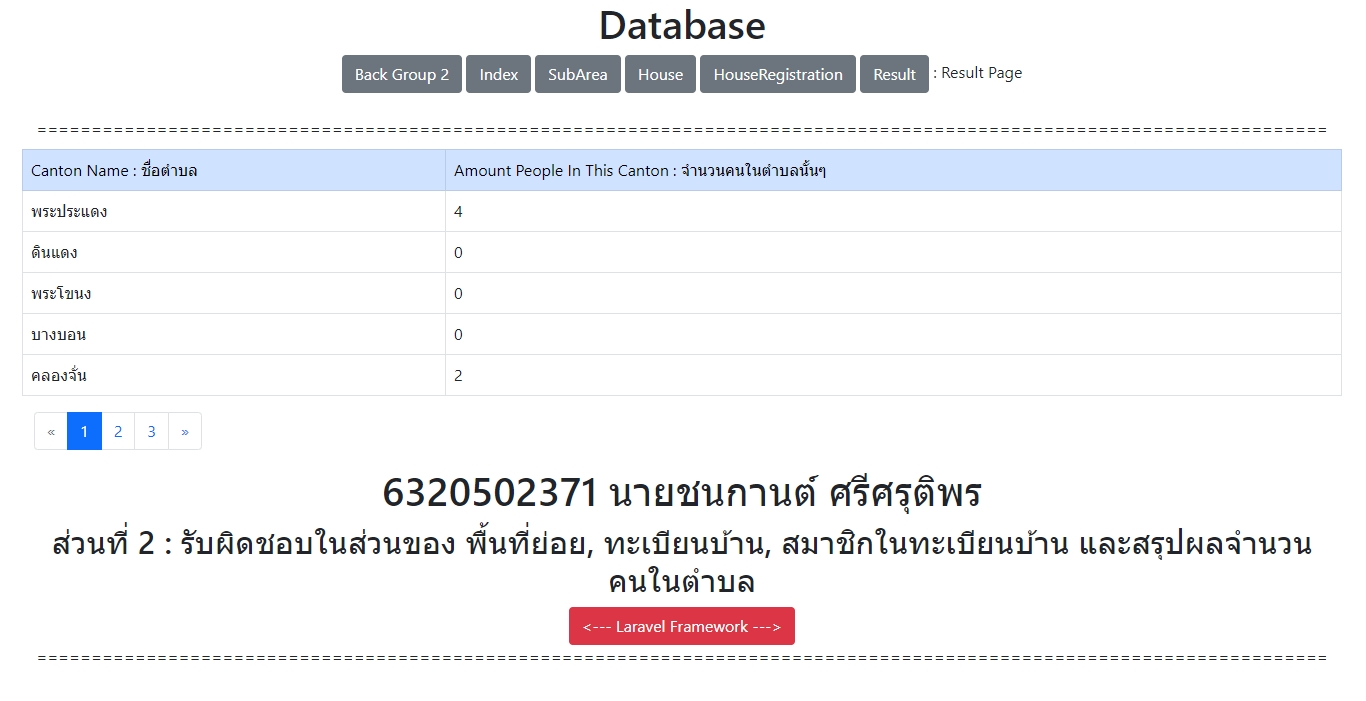 Database
Back Group 2 Index SubArea House HouseRegistration Result : Result Page
=======================================================================================================================
Canton Name : ชื่อตำบล Amount People In This Canton : จำนวนคนในตำบลนั้นๆ
พระประแดง 4
ดินแดง 0
พระโขนง 0
บางบอน 0
คลองจั่น 2
« 1 2 3 »
6320502371 นายชนกานต์ ศรีศรุติพร
ส่วนที่ 2 : รับผิดชอบในส่วนของ พื้นที่ย่อย, ทะเบียนบ้าน, สมาชิกในทะเบียนบ้าน และสรุปผลจำนวน
คนในตำบล
<--- Laravel Framework --->
=======================================================================================================================